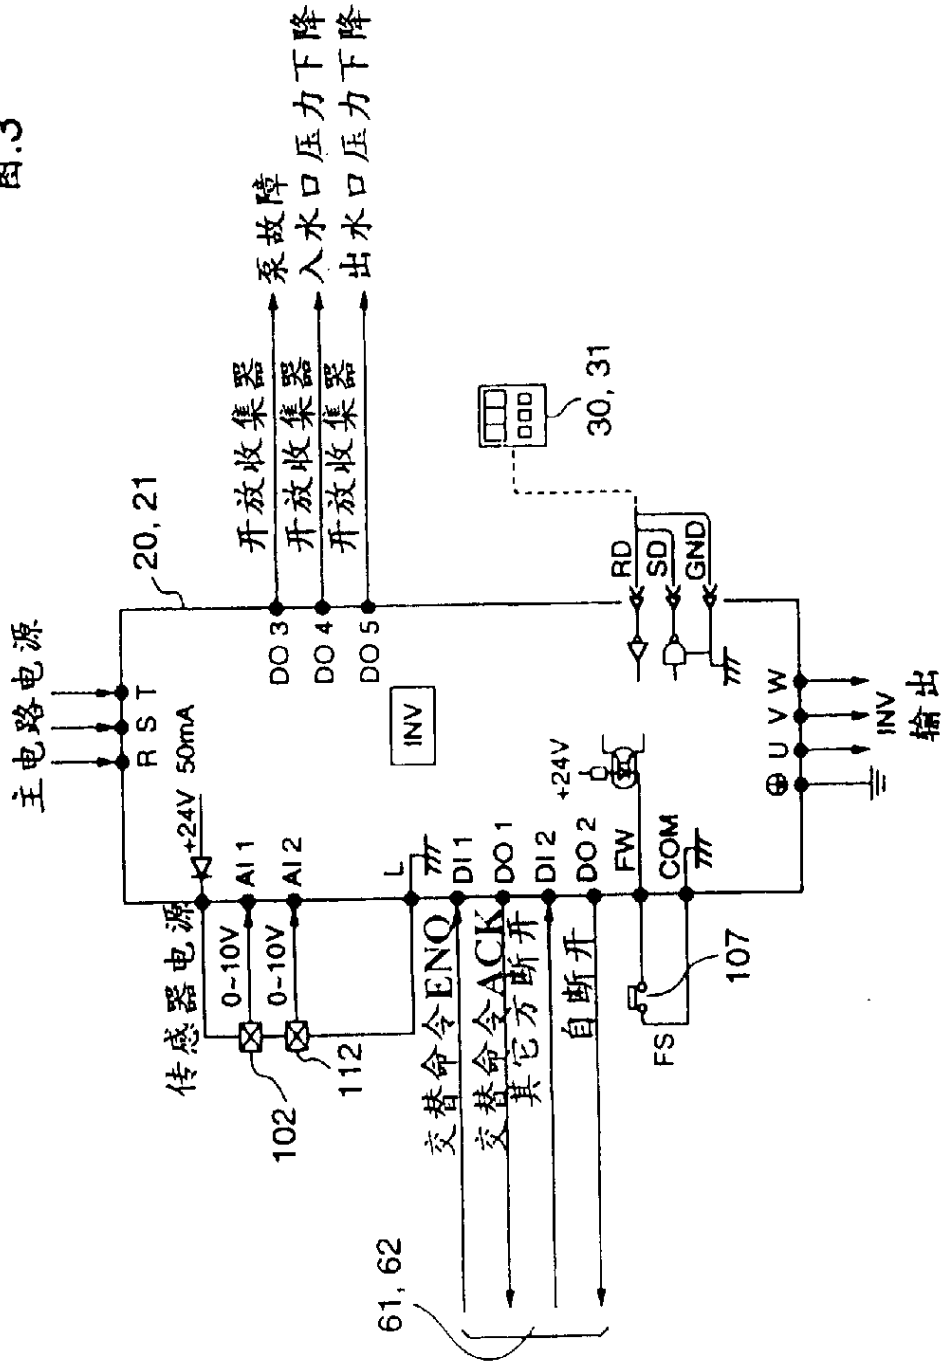 图.3
主电路电源
R S T
20, 21
传感器电源
+24V 50mA
0~10V
AI 1
0~10V
AI 2
102
112
L
交替命令ENQ
DI 1
交替命令ACK
DO 1
其它方断开
DI 2
自断开
DO 2
61, 62
INV
DO 3
开放收集器
泵故障
DO 4
开放收集器
入水口压力下降
DO 5
开放收集器
出水口压力下降
+24V
FW
COM
FS
107
RD
SD
GND
30, 31
U V W
INV
输出